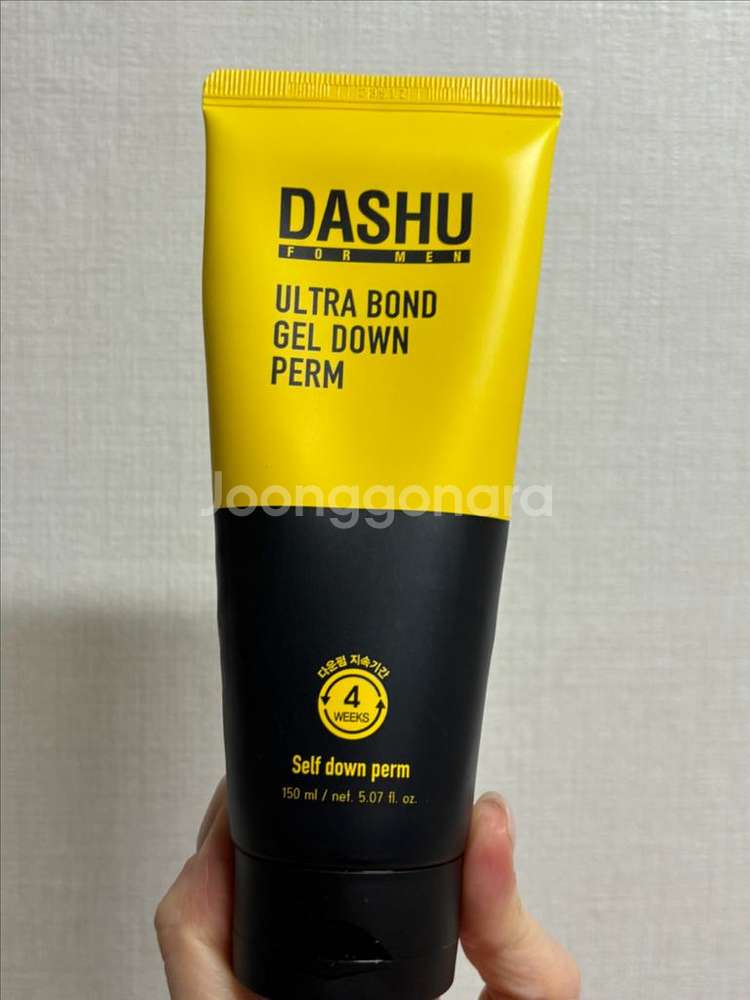 DASHU
FOR MEN
ULTRA BOND
GEL DOWN
PERM
Joonggonara
다운펌 지속기간
4
WEEKS
Self down perm
150 ml / net. 5.07 fl. oz.